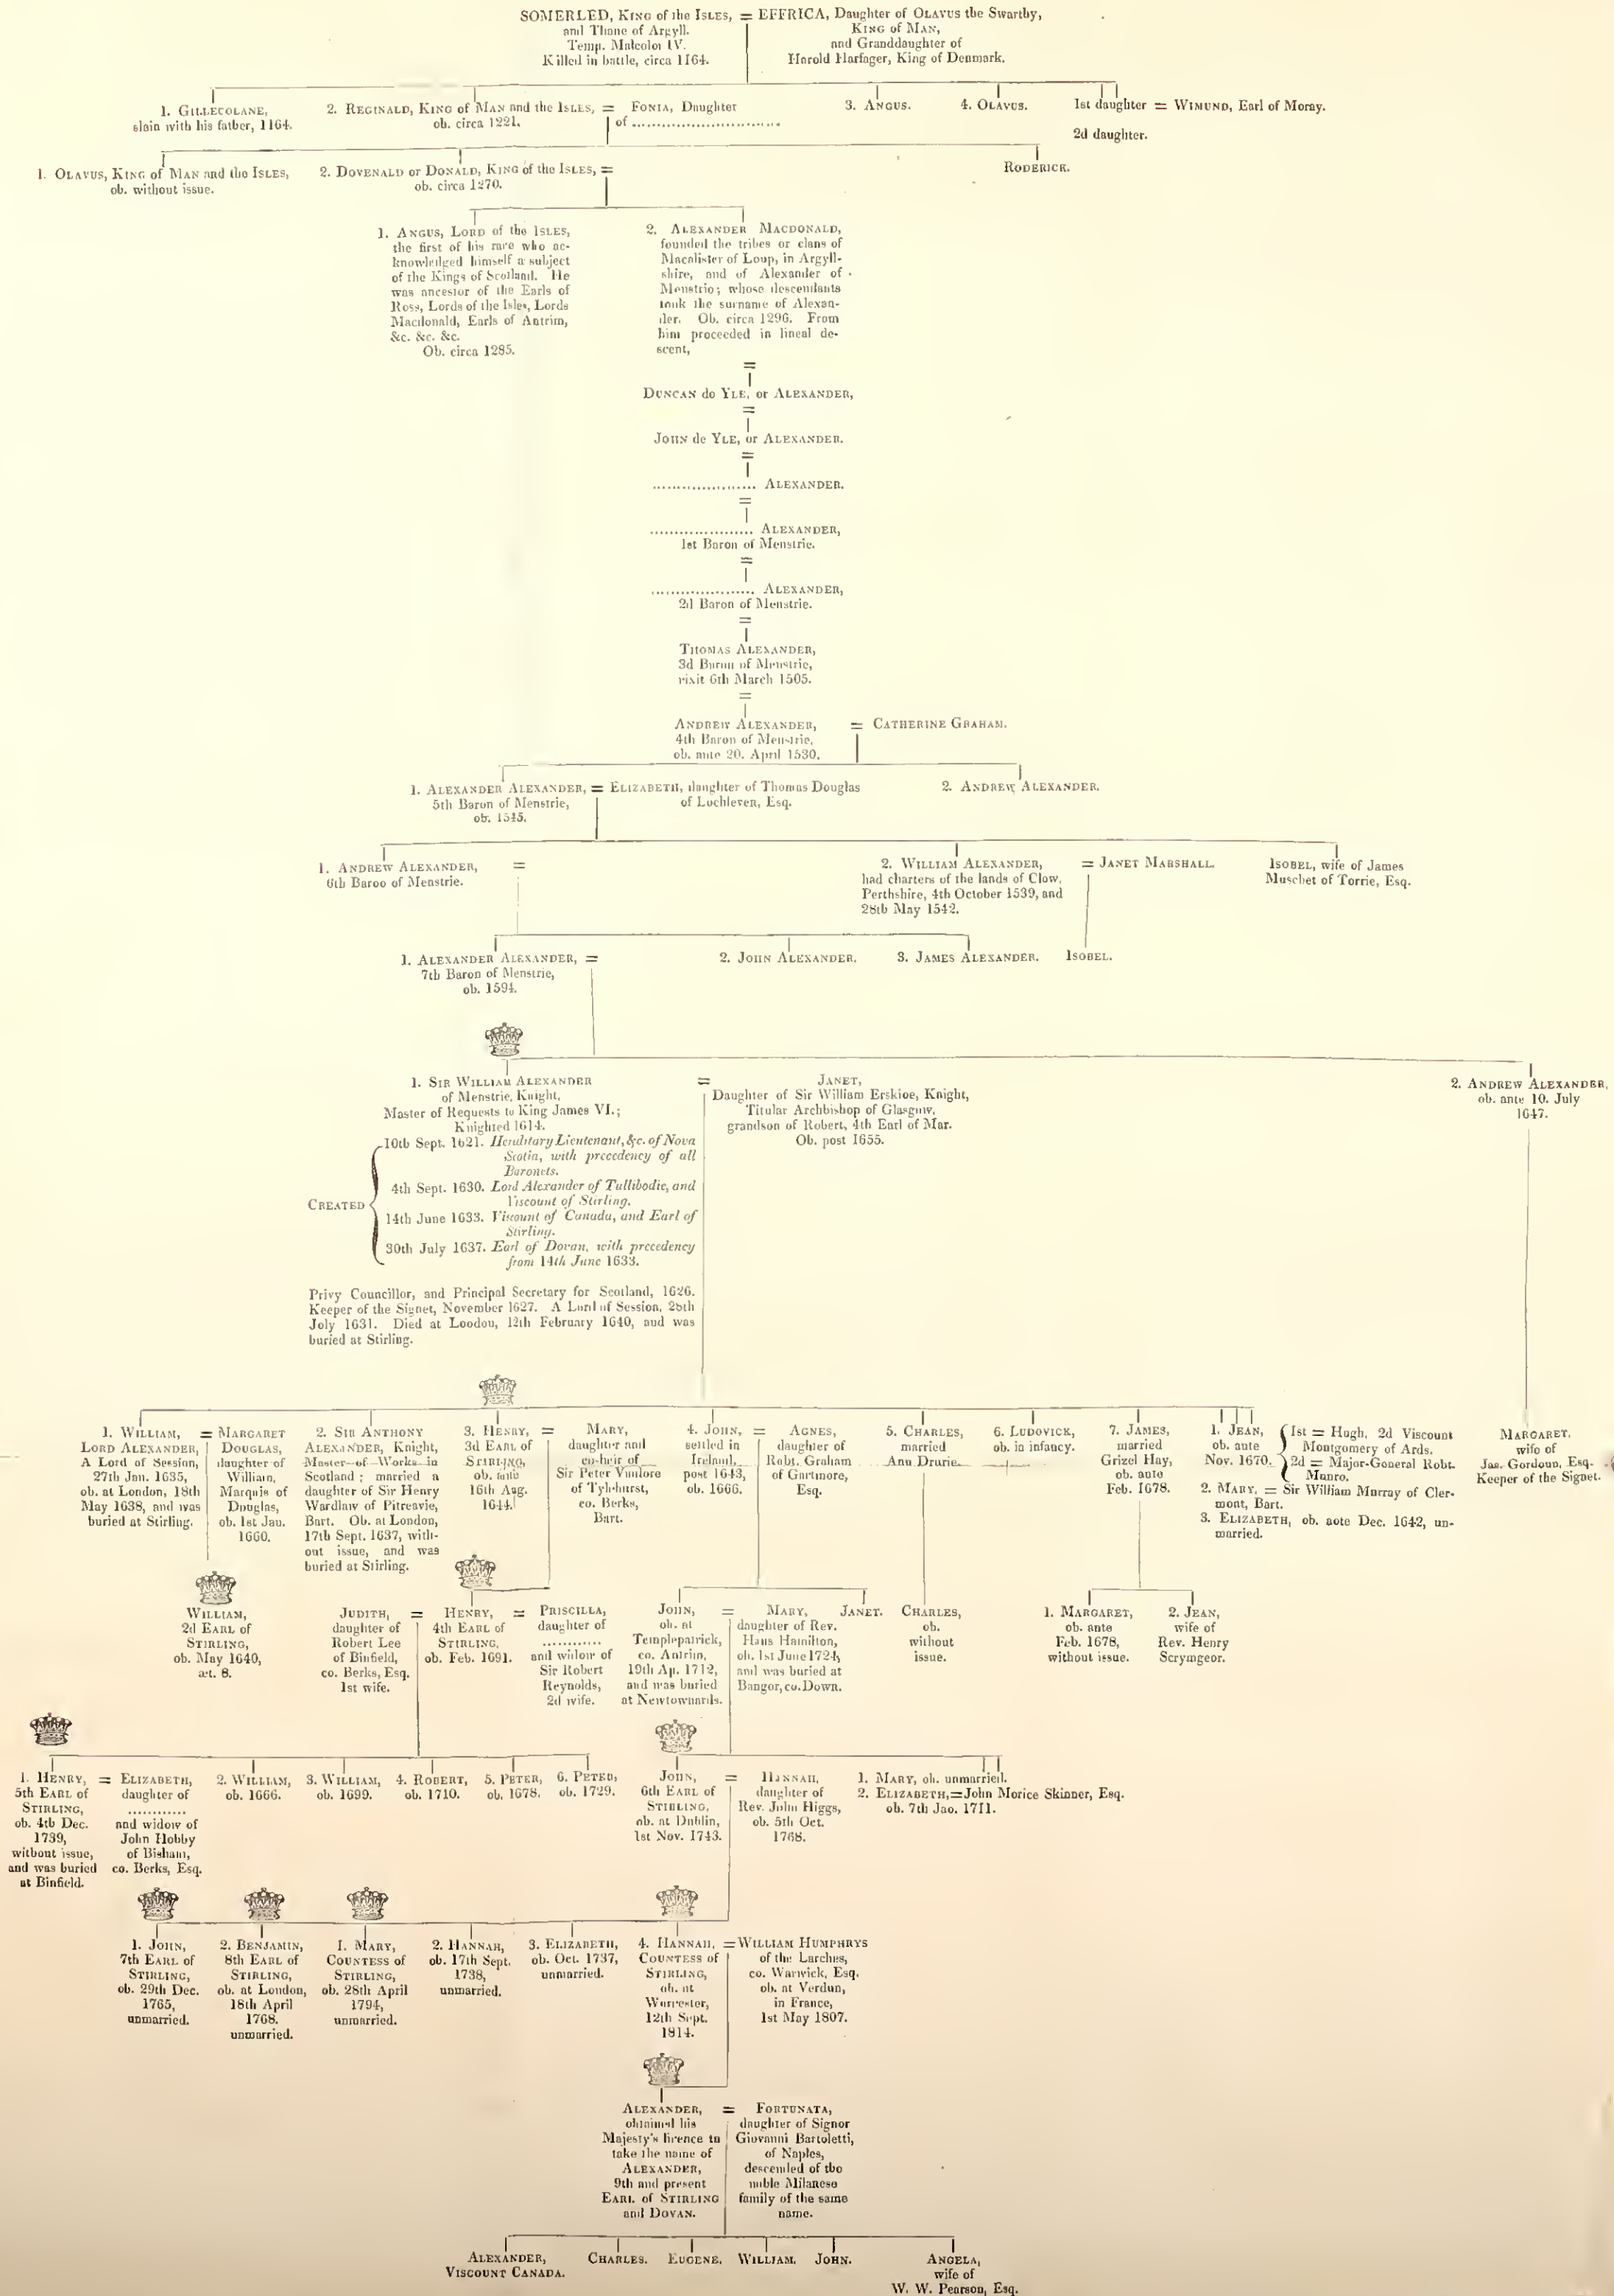 SOMERLED, KING of the ISLES, = EFFRICA, Daughter of OLAVUS the Swarthy,
and Thane of Argyll.
KING of MAN,
Temp. Malcolm IV.
and Granddaughter of
Killed in battle, circa 1164.
Harold Harfager, King of Denmark.
1. GILLECOLANE,
slain with his father, 1164.
2. REGINALD, KING of MAN and the ISLES, =
ob. circa 1221.
FONIA, Daughter
of ..............................
3. ANGUS.
4. OLAVUS.
1st daughter = WIMUND, Earl of Moray.
2d daughter.
1. OLAVUS, KING of MAN and the ISLES,
ob. without issue.
2. DOVENALD or DONALD, KING of the ISLES, =
ob. circa 1270.
RODERICK.
1. ANGUS, LORD of the ISLES,
the first of his race who ac-
knowledged himself a subject
of the Kings of Scotland. He
was ancestor of the Earls of
Ross, Lords of the Isles, Lords
Macdonald, Earls of Antrim,
&c. &c. &c.
Ob. circa 1285.
2. ALEXANDER MACDONALD,
founded the tribes or clans of
Macalister of Loup, in Argyll-
shire, and of Alexander of
Menstrie; whose descendants
took the surname of Alexan-
der. Ob. circa 1296. From
him proceeded in lineal de-
scent,
=
DUNCAN de YLE, or ALEXANDER,
=
JOHN de YLE, or ALEXANDER.
=
.................... ALEXANDER.
=
.................... ALEXANDER,
1st Baron of Menstrie.
=
.................... ALEXANDER,
2d Baron of Menstrie.
=
THOMAS ALEXANDER,
3d Baron of Menstrie,
vixit 6th March 1505.
=
ANDREW ALEXANDER, = CATHERINE GRAHAM.
4th Baron of Menstrie,
ob. ante 20. April 1530.
1. ALEXANDER ALEXANDER, = ELIZABETH, daughter of Thomas Douglas
5th Baron of Menstrie,
of Lochleven, Esq.
ob. 1545.
2. ANDREW ALEXANDER.
1. ANDREW ALEXANDER, =
6th Baron of Menstrie.
2. WILLIAM ALEXANDER, = JANET MARSHALL.
had charters of the lands of Clow,
Perthshire, 4th October 1539, and
28th May 1542.
ISOBEL, wife of James
Muschet of Torrie, Esq.
1. ALEXANDER ALEXANDER, =
7th Baron of Menstrie,
ob. 1594.
2. JOHN ALEXANDER.
3. JAMES ALEXANDER.
ISOBEL.
1. SIR WILLIAM ALEXANDER =
of Menstrie, Knight,
Master of Requests to King James VI.;
Knighted 1614.
CREATED
10th Sept. 1621. Hereditary Lieutenant, &c. of Nova
Scotia, with precedency of all
Baronets.
4th Sept. 1630. Lord Alexander of Tullibodie, and
Viscount of Stirling.
14th June 1633. Viscount of Canada, and Earl of
Stirling.
30th July 1637. Earl of Dovan, with precedency
from 14th June 1633.
Privy Councillor, and Principal Secretary for Scotland, 1626.
Keeper of the Signet, November 1627. A Lord of Session, 28th
July 1631. Died at London, 12th February 1640, and was
buried at Stirling.
JANET,
Daughter of Sir William Erskine, Knight,
Titular Archbishop of Glasgow,
grandson of Robert, 4th Earl of Mar.
Ob. post 1655.
2. ANDREW ALEXANDER,
ob. ante 10. July
1647.
1. WILLIAM, =
LORD ALEXANDER,
A Lord of Session,
27th Jan. 1635,
ob. at London, 18th
May 1638, and was
buried at Stirling.
MARGARET
DOUGLAS,
daughter of
William,
Marquis of
Douglas,
ob. 1st Jan.
1660.
2. SIR ANTHONY
ALEXANDER, Knight,
Master of Works in
Scotland; married a
daughter of Sir Henry
Wardlaw of Pitreavie,
Bart. Ob. at London,
17th Sept. 1637, with-
out issue, and was
buried at Stirling.
3. HENRY, =
3d EARL of
STIRLING,
ob. ante
16th Aug.
1644.
MARY,
daughter and
co-heir of
Sir Peter Vanlore
of Tylehurst,
co. Berks,
Bart.
4. JOHN, =
settled in
Ireland,
post 1643,
ob. 1666.
AGNES,
daughter of
Robt. Graham
of Gartmore,
Esq.
5. CHARLES,
married
Ann Drurie.
6. LUDOVICK,
ob. in infancy.
7. JAMES,
married
Grizel Hay,
ob. ante
Feb. 1678.
1. JEAN,
ob. ante
Nov. 1670.
1st = Hugh, 2d Viscount
Montgomery of Ards.
2d = Major-General Robt.
Munro.
2. MARY, = Sir William Murray of Cler-
mont, Bart.
3. ELIZABETH, ob. ante Dec. 1642, un-
married.
MARGARET,
wife of
Jas. Gordoun, Esq.
Keeper of the Signet.
WILLIAM,
2d EARL of
STIRLING,
ob. May 1640,
æt. 8.
JUDITH, =
daughter of
Robert Lee
of Binfield,
co. Berks, Esq.
1st wife.
HENRY, =
4th EARL of
STIRLING,
ob. Feb. 1691.
PRISCILLA,
daughter of
............
and widow of
Sir Robert
Reynolds,
2d wife.
JOHN, =
ob. at
Templepatrick,
co. Antrim,
19th Ap. 1712,
and was buried
at Newtownards.
MARY,
daughter of Rev.
Hans Hamilton,
ob. 1st June 1724,
and was buried at
Bangor, co. Down.
JANET.
CHARLES,
ob.
without
issue.
1. MARGARET,
ob. ante
Feb. 1678,
without issue.
2. JEAN,
wife of
Rev. Henry
Scrymgeor.
1. HENRY, =
5th EARL of
STIRLING,
ob. 4th Dec.
1739,
without issue,
and was buried
at Binfield.
ELIZABETH,
daughter of
............
and widow of
John Hobby
of Bisham,
co. Berks, Esq.
2. WILLIAM,
ob. 1666.
3. WILLIAM,
ob. 1699.
4. ROBERT,
ob. 1710.
5. PETER,
ob. 1678.
6. PETER,
ob. 1729.
JOHN, =
6th EARL of
STIRLING,
ob. at Dublin,
1st Nov. 1743.
HANNAH,
daughter of
Rev. John Higgs,
ob. 5th Oct.
1768.
1. MARY, ob. unmarried.
2. ELIZABETH, = John Morice Skinner, Esq.
ob. 7th Jan. 1711.
1. JOHN,
7th EARL of
STIRLING,
ob. 29th Dec.
1765,
unmarried.
2. BENJAMIN,
8th EARL of
STIRLING,
ob. at London,
18th April
1768.
unmarried.
1. MARY,
COUNTESS of
STIRLING,
ob. 28th April
1794,
unmarried.
2. HANNAH,
ob. 17th Sept.
1738,
unmarried.
3. ELIZABETH,
ob. Oct. 1737,
unmarried.
4. HANNAH, =
COUNTESS of
STIRLING,
ob. at
Worcester,
12th Sept.
1814.
WILLIAM HUMPHRYS
of the Larches,
co. Warwick, Esq.
ob. at Verdun,
in France,
1st May 1807.
ALEXANDER, =
obtained his
Majesty's licence to
take the name of
ALEXANDER,
9th and present
EARL of STIRLING
and DOVAN.
FORTUNATA,
daughter of Signor
Giovanni Bartoletti,
of Naples,
descended of the
noble Milanese
family of the same
name.
ALEXANDER,
VISCOUNT CANADA.
CHARLES.
EUGENE.
WILLIAM.
JOHN.
ANGELA,
wife of
W. W. Pearson, Esq.